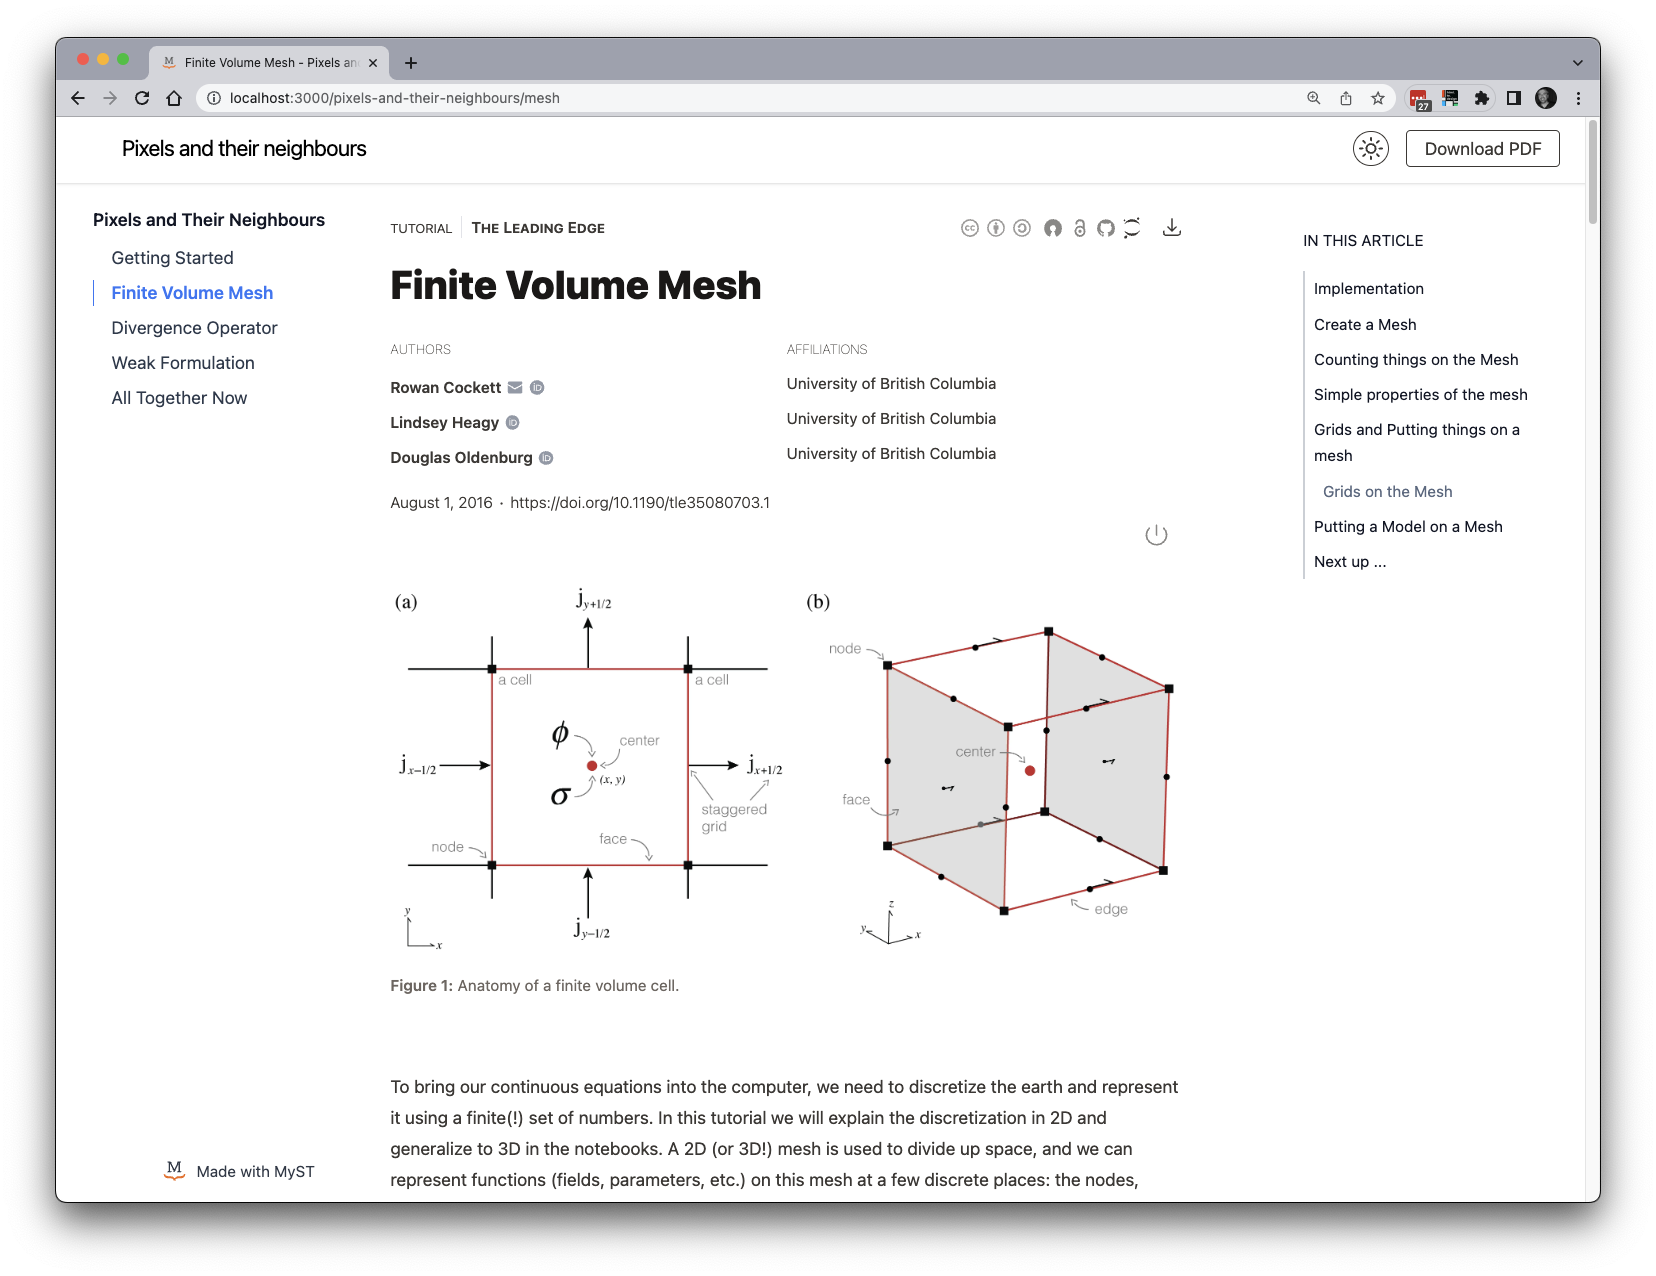 Finite Volume Mesh - Pixels an
localhost:3000/pixels-and-their-neighbours/mesh
27
Pixels and their neighbours
Download PDF
Pixels and Their Neighbours
Getting Started
Finite Volume Mesh
Divergence Operator
Weak Formulation
All Together Now
M Made with MyST
TUTORIAL THE LEADING EDGE
Finite Volume Mesh
AUTHORS AFFILIATIONS
Rowan Cockett University of British Columbia
Lindsey Heagy University of British Columbia
Douglas Oldenburg University of British Columbia
August 1, 2016 · https://doi.org/10.1190/tle35080703.1
(a)
j y+1/2
a cell a cell
ϕ
center
j x−1/2
j x+1/2
(x, y)
σ
staggered
grid
face
node
j y−1/2
y
x
(b)
node
center
face
edge
z
y
x
Figure 1: Anatomy of a finite volume cell.
To bring our continuous equations into the computer, we need to discretize the earth and represent
it using a finite(!) set of numbers. In this tutorial we will explain the discretization in 2D and
generalize to 3D in the notebooks. A 2D (or 3D!) mesh is used to divide up space, and we can
represent functions (fields, parameters, etc.) on this mesh at a few discrete places: the nodes,
IN THIS ARTICLE
Implementation
Create a Mesh
Counting things on the Mesh
Simple properties of the mesh
Grids and Putting things on a
mesh
Grids on the Mesh
Putting a Model on a Mesh
Next up ...